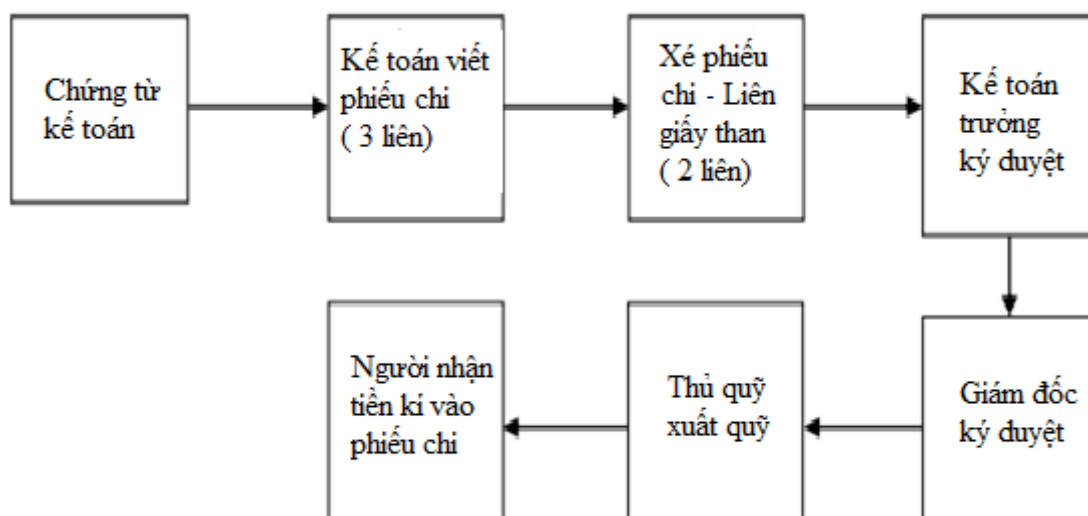 Chứng từ
kế toán
Kế toán viết
phiếu chi
( 3 liên)
Xé phiếu
chi - Liên
giấy than
( 2 liên)
Kế toán
trưởng
ký duyệt
Giám đốc
ký duyệt
Thủ quỹ
xuất quỹ
Người nhận
tiền kí vào
phiếu chi